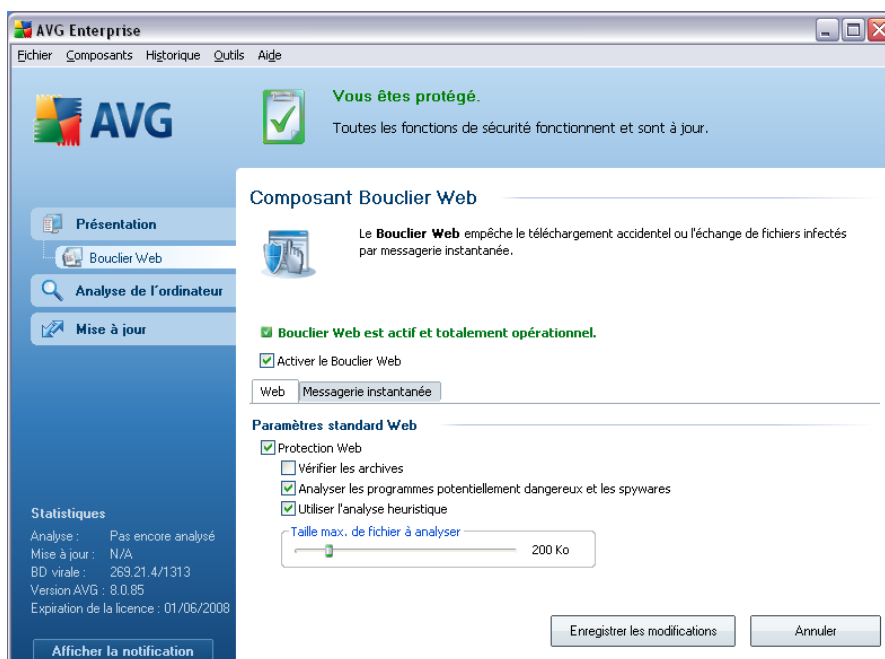 AVG Enterprise
Fichier Composants Historique Outils Aide
AVG
Vous êtes protégé.
Toutes les fonctions de sécurité fonctionnent et sont à jour.
Présentation
Bouclier Web
Analyse de l'ordinateur
Mise à jour
Composant Bouclier Web
Le Bouclier Web empêche le téléchargement accidentel ou l'échange de fichiers infectés
par messagerie instantanée.
Bouclier Web est actif et totalement opérationnel.
Activer le Bouclier Web
Web Messagerie instantanée
Paramètres standard Web
Protection Web
Vérifier les archives
Analyser les programmes potentiellement dangereux et les spywares
Utiliser l'analyse heuristique
Taille max. de fichier à analyser
200 Ko
Statistiques
Analyse : Pas encore analysé
Mise à jour : N/A
BD virale : 269.21.4/1313
Version AVG : 8.0.85
Expiration de la licence : 01/06/2008
Afficher la notification
Enregistrer les modifications
Annuler